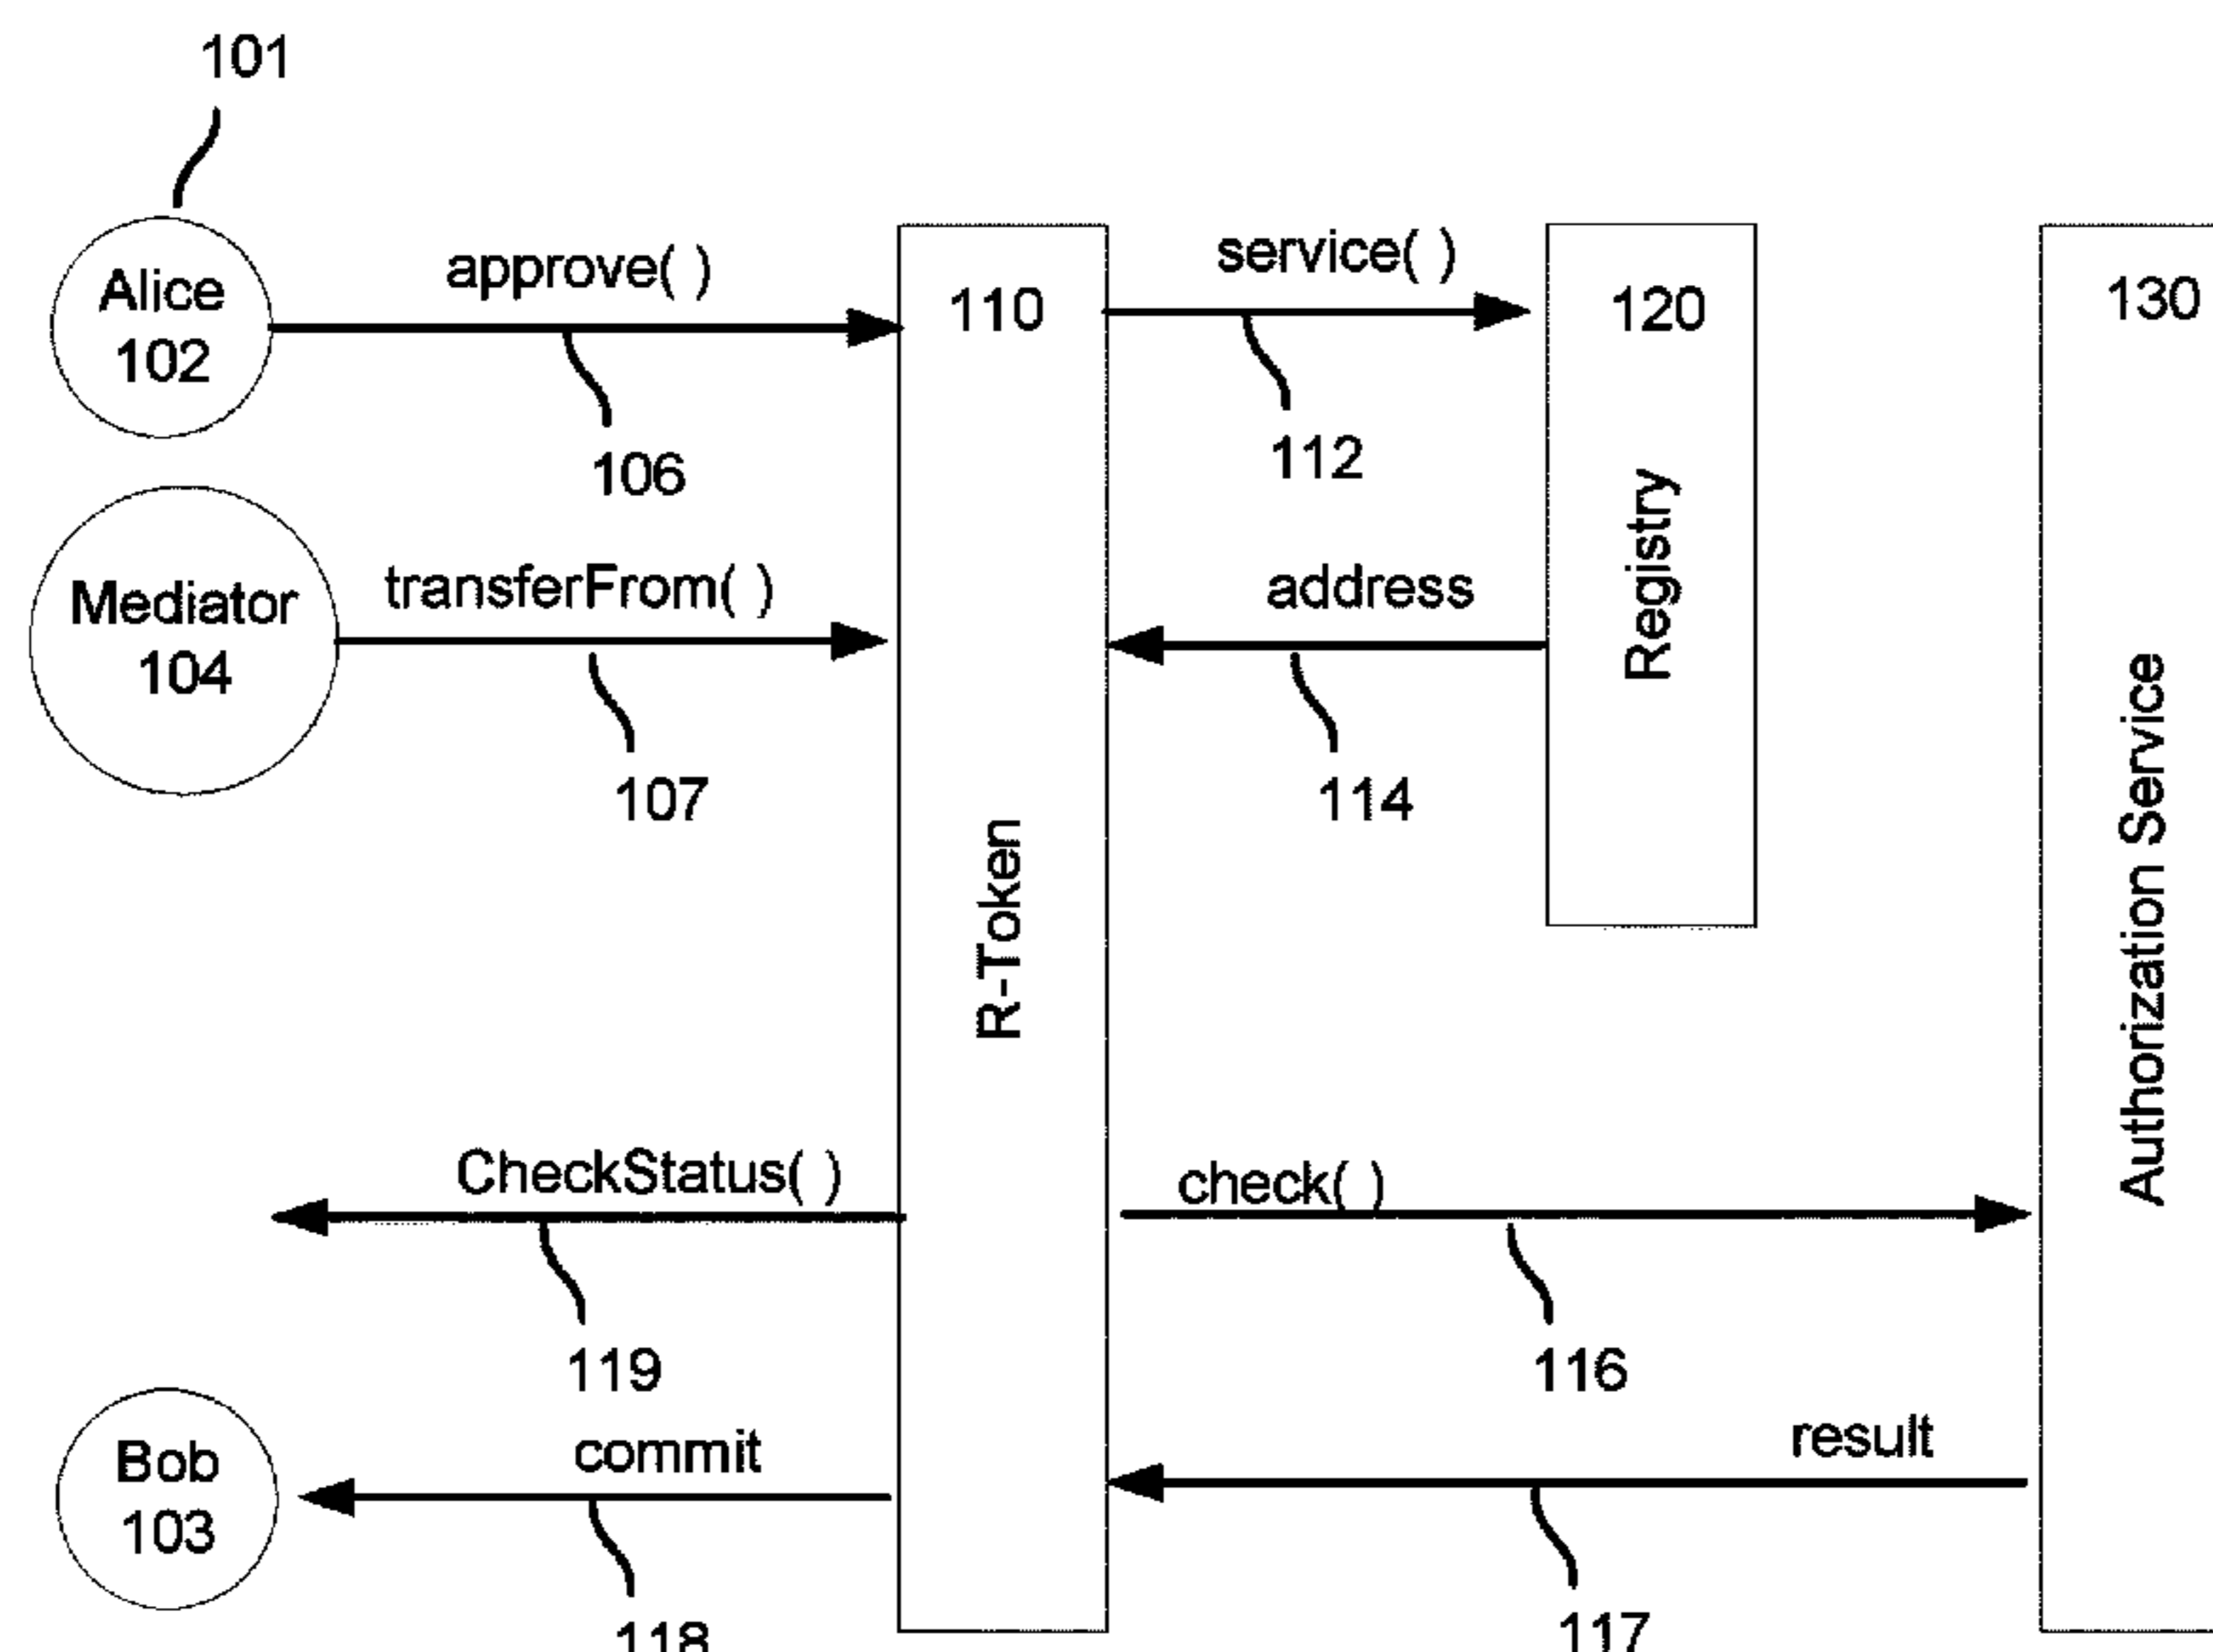 101
Alice
102
approve( )
106
110
service( )
112
120
130
Mediator
104
transferFrom( )
107
address
114
Registry
R-Token
Authorization Service
CheckStatus( )
119
check( )
116
Bob
103
commit
118
result
117